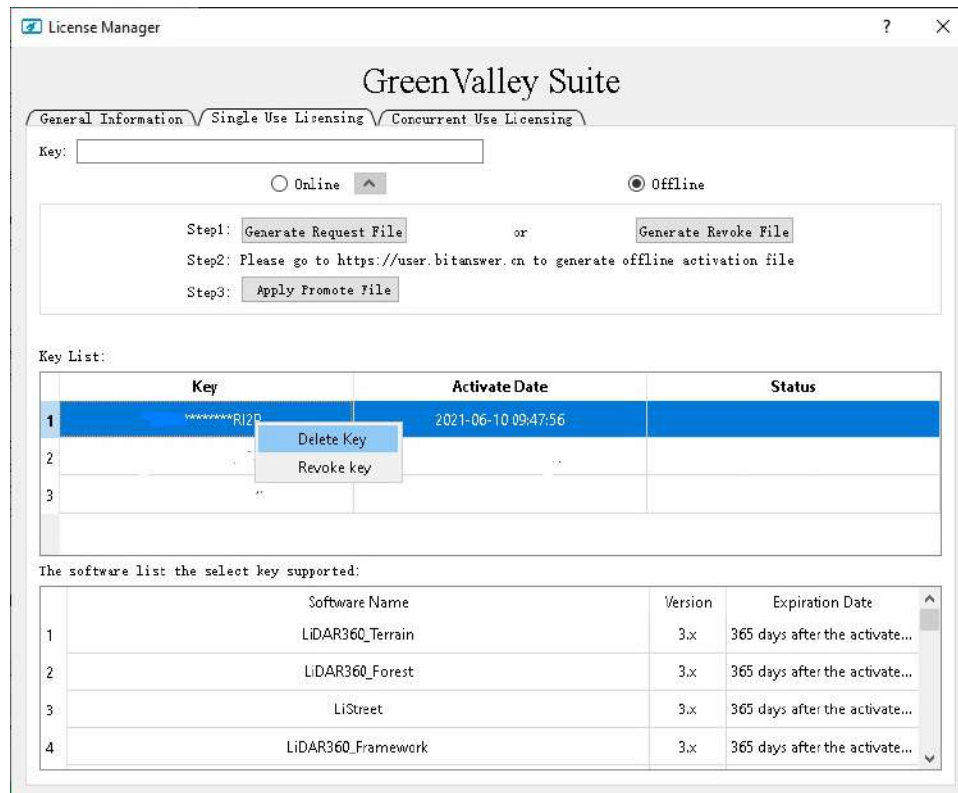 License Manager
GreenValley Suite
General Information Single Use Licensing Concurrent Use Licensing
Key:
Online Offline
Step1: Generate Request File or Generate Revoke File
Step2: Please go to https://user.bitanswer.cn to generate offline activation file
Step3: Apply Promote File
Key List:
Key Activate Date Status
1 2021-06-10 09:47:56
Delete Key
2
Revoke key
3
The software list the select key supported:
Software Name Version Expiration Date
1 LiDAR360_Terrain 3.x 365 days after the activate...
2 LiDAR360_Forest 3.x 365 days after the activate...
3 LiStreet 3.x 365 days after the activate...
4 LiDAR360_Framework 3.x 365 days after the activate...